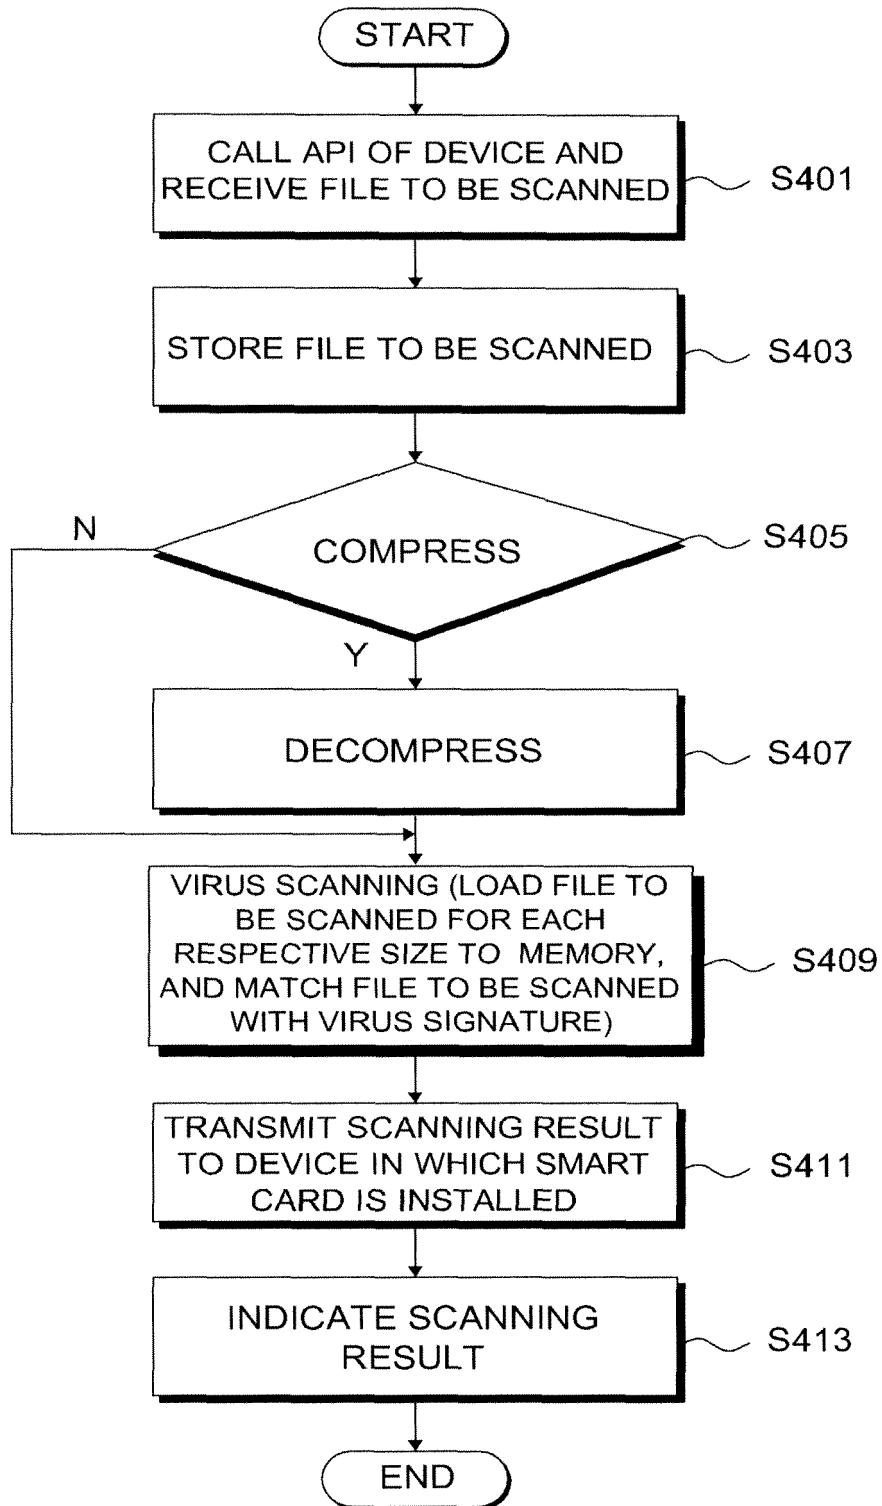 START
CALL API OF DEVICE AND
RECEIVE FILE TO BE SCANNED
S401
STORE FILE TO BE SCANNED
S403
COMPRESS
S405
N
Y
DECOMPRESS
S407
VIRUS SCANNING (LOAD FILE TO
BE SCANNED FOR EACH
RESPECTIVE SIZE TO MEMORY,
AND MATCH FILE TO BE SCANNED
WITH VIRUS SIGNATURE)
S409
TRANSMIT SCANNING RESULT
TO DEVICE IN WHICH SMART
CARD IS INSTALLED
S411
INDICATE SCANNING
RESULT
S413
END